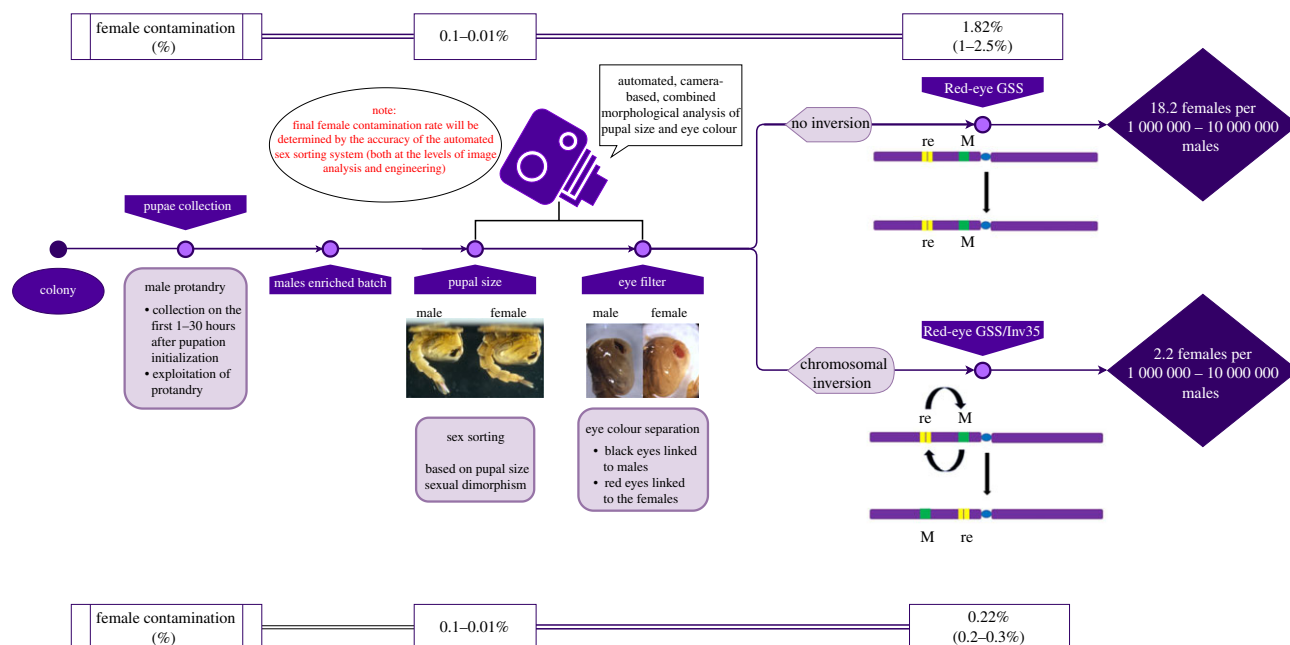 female contamination
(%)
0.1–0.01%
1.82%
(1–2.5%)
note:
final female contamination rate will be
determined by the accuracy of the automated
sex sorting system (both at the levels of image
analysis and engineering)
automated, camera-
based, combined
morphological analysis of
pupal size and eye colour
no inversion
Red-eye GSS
re M
re M
18.2 females per
1 000 000 – 10 000 000
males
colony
pupae collection
male protandry
• collection on the
first 1–30 hours
after pupation
initialization
• exploitation of
protandry
males enriched batch
pupal size
male female
sex sorting
based on pupal size
sexual dimorphism
eye filter
male female
eye colour separation
• black eyes linked
to males
• red eyes linked
to the females
chromosomal
inversion
Red-eye GSS/Inv35
re M
M re
2.2 females per
1 000 000 – 10 000 000
males
female contamination
(%)
0.1–0.01%
0.22%
(0.2–0.3%)